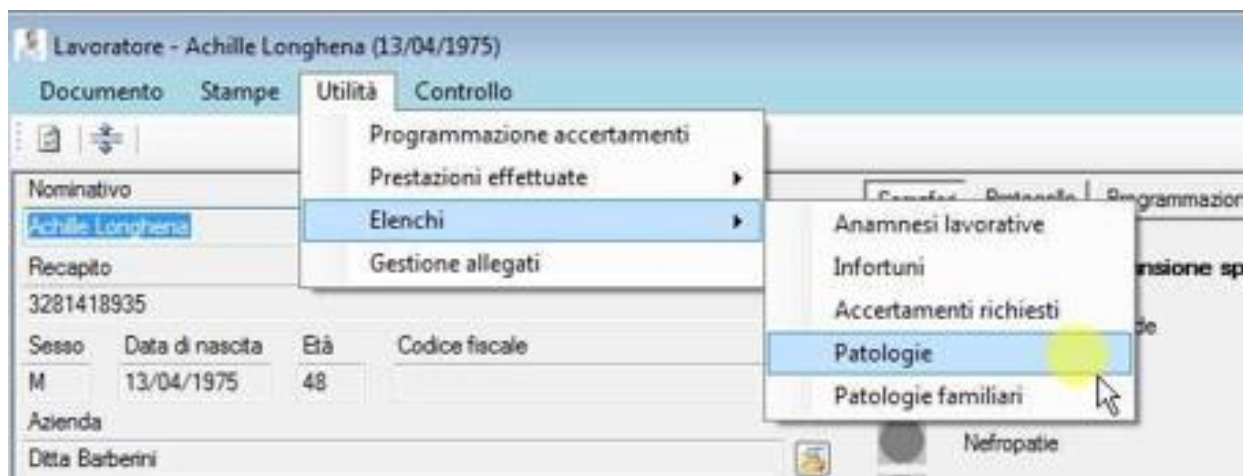 Lavoratore - Achille Longhena (13/04/1975)
Documento Stampe Utilità Controllo
Programmazione accertamenti
Prestazioni effettuate
Elenchi
Gestione allegati
Anamnesi lavorative
Infortuni
Accertamenti richiesti
Patologie
Patologie familiari
Nominativo
Achille Longhena
Recapito
3281418935
Sesso Data di nascita Età Codice fiscale
M 13/04/1975 48
Azienda
Ditta Barberini
Protocollo
Nefropatie